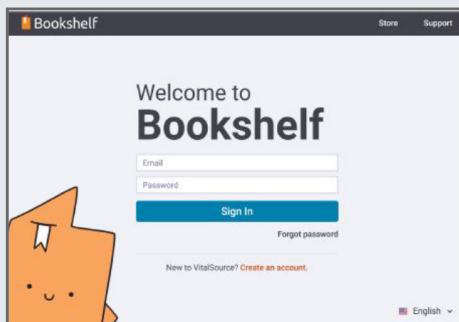 Bookshelf
Store Support
Welcome to
Bookshelf
Email
Password
Sign In
Forgot password
New to VitalSource? Create an account.
English